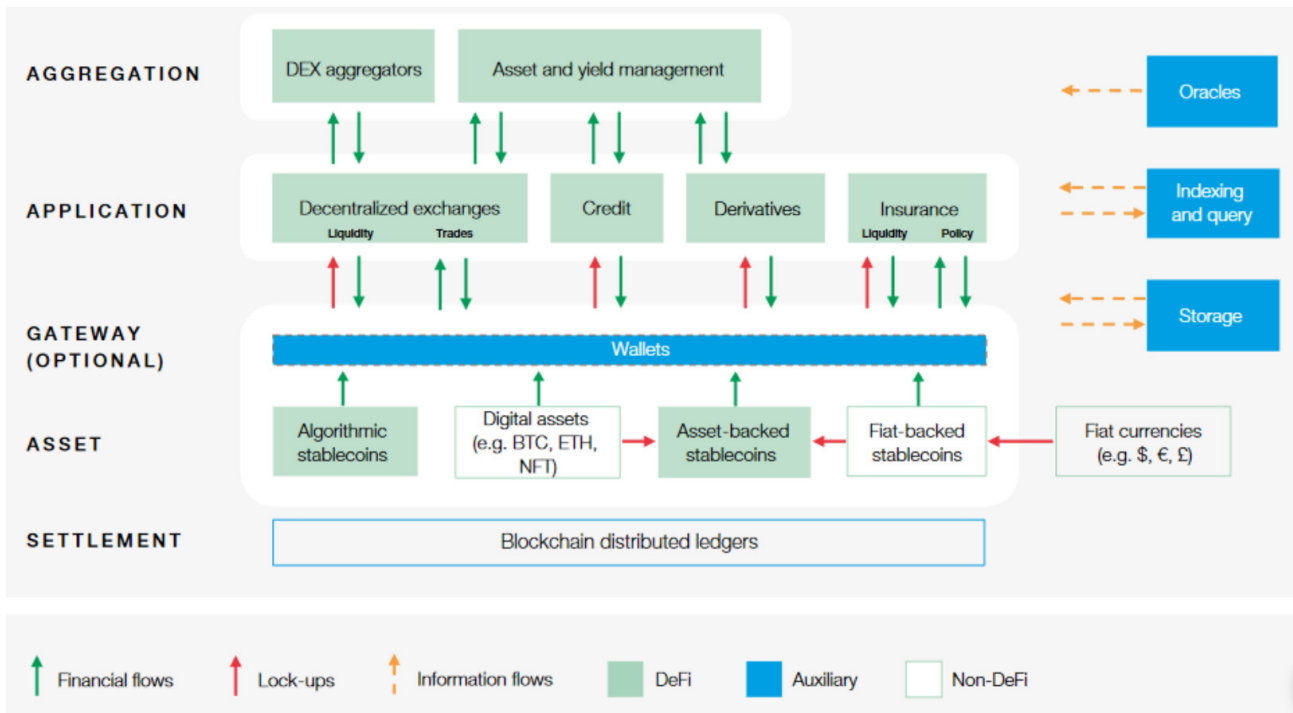 AGGREGATION
DEX aggregators
Asset and yield management
Oracles
APPLICATION
Decentralized exchanges
Liquidity
Trades
Credit
Derivatives
Insurance
Liquidity
Policy
Indexing
and query
GATEWAY
(OPTIONAL)
Wallets
Storage
ASSET
Algorithmic
stablecoins
Digital assets
(e.g. BTC, ETH,
NFT)
Asset-backed
stablecoins
Fiat-backed
stablecoins
Fiat currencies
(e.g. $, €, £)
SETTLEMENT
Blockchain distributed ledgers
Financial flows
Lock-ups
Information flows
DeFi
Auxiliary
Non-DeFi